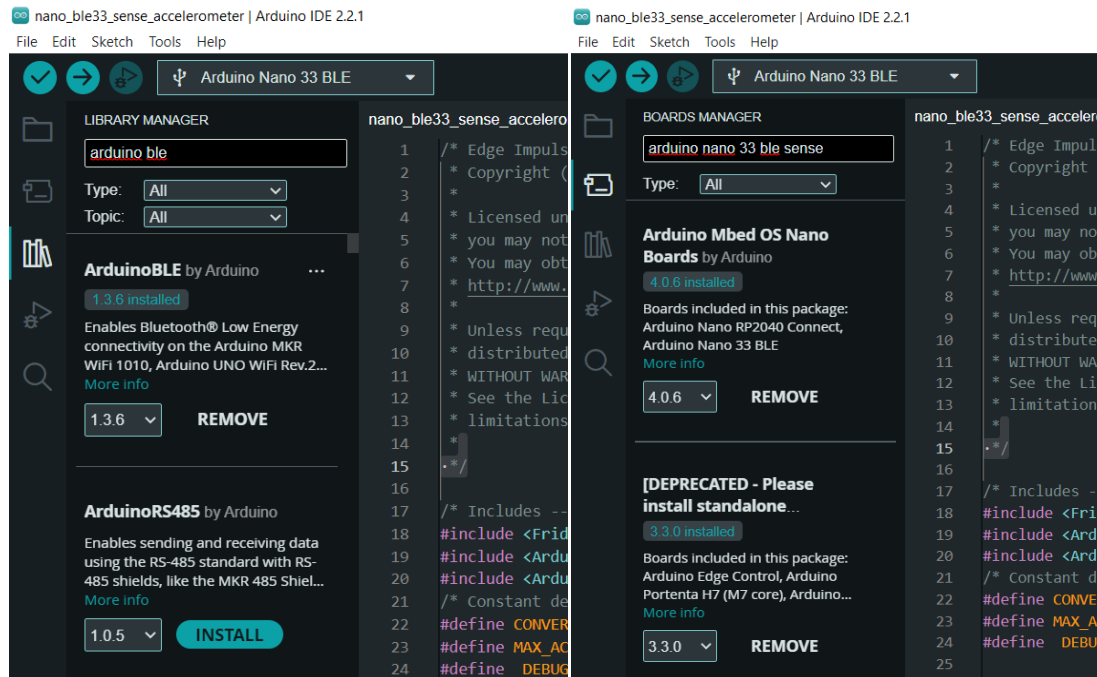 nano_ble33_sense_accelerometer | Arduino IDE 2.2.1
File Edit Sketch Tools Help
Arduino Nano 33 BLE
LIBRARY MANAGER
arduino ble
Type: All
Topic: All
ArduinoBLE by Arduino
1.3.6 installed
Enables Bluetooth® Low Energy
connectivity on the Arduino MKR
WiFi 1010, Arduino UNO WiFi Rev.2...
More info
1.3.6 REMOVE
ArduinoRS485 by Arduino
Enables sending and receiving data
using the RS-485 standard with RS-
485 shields, like the MKR 485 Shiel...
More info
1.0.5 INSTALL
nano_ble33_sense_accelero
1 /* Edge Impuls
2 * Copyright (
3 *
4 * Licensed un
5 * you may not
6 * You may obt
7 * http://www.
8 *
9 * Unless requ
10 * distributed
11 * WITHOUT WAR
12 * See the Lic
13 * limitations
14 *
15 */
16
17 /* Includes --
18 #include <Frid
19 #include <Ardu
20 #include <Ardu
21 /* Constant de
22 #define CONVER
23 #define MAX_AC
24 #define DEBUG
nano_ble33_sense_accelerometer | Arduino IDE 2.2.1
File Edit Sketch Tools Help
Arduino Nano 33 BLE
BOARDS MANAGER
arduino nano 33 ble sense
Type: All
Arduino Mbed OS Nano
Boards by Arduino
4.0.6 installed
Boards included in this package:
Arduino Nano RP2040 Connect,
Arduino Nano 33 BLE
More info
4.0.6 REMOVE
[DEPRECATED - Please
install standalone...
3.3.0 installed
Boards included in this package:
Arduino Edge Control, Arduino
Portenta H7 (M7 core), Arduino...
More info
3.3.0 REMOVE
nano_ble33_sense_acceler
1 /* Edge Impul
2 * Copyright
3 *
4 * Licensed u
5 * you may no
6 * You may ob
7 * http://www
8 *
9 * Unless req
10 * distribute
11 * WITHOUT WA
12 * See the Li
13 * limitation
14 *
15 */
16
17 /* Includes -
18 #include <Fri
19 #include <Ard
20 #include <Ard
21 /* Constant d
22 #define CONVE
23 #define MAX_A
24 #define DEBU
25